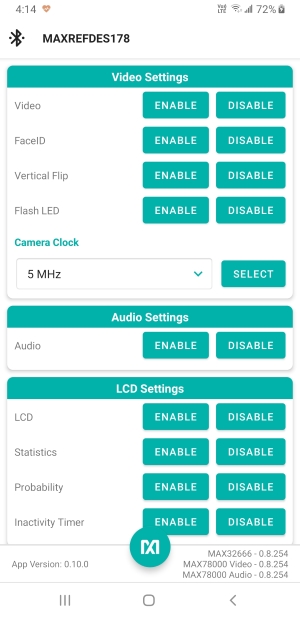 4:14 72%
MAXREFDES178
Video Settings
Video ENABLE DISABLE
FaceID ENABLE DISABLE
Vertical Flip ENABLE DISABLE
Flash LED ENABLE DISABLE
Camera Clock
5 MHz SELECT
Audio Settings
Audio ENABLE DISABLE
LCD Settings
LCD ENABLE DISABLE
Statistics ENABLE DISABLE
Probability ENABLE DISABLE
Inactivity Timer ENABLE DISABLE
MAX32666 - 0.8.254
App Version: 0.10.0 MAX78000 Video - 0.8.254
MAX78000 Audio - 0.8.254